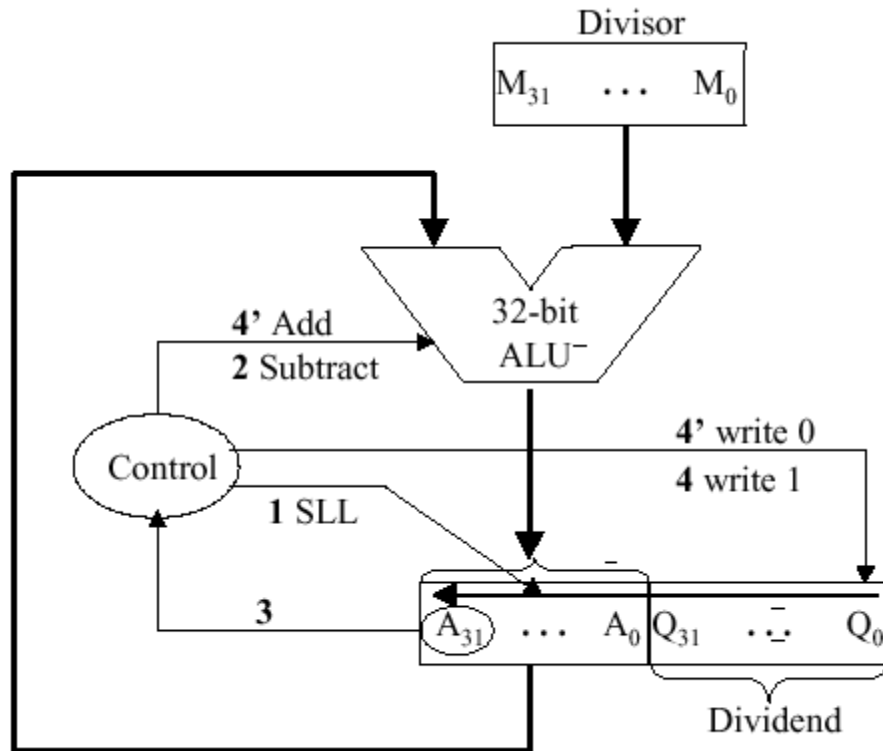 Divisor
M31 ... M0
32-bit
ALU–
4’ Add
2 Subtract
Control
4’ write 0
4 write 1
1 SLL
3
A31 ... A0 Q31 ... Q0
Dividend